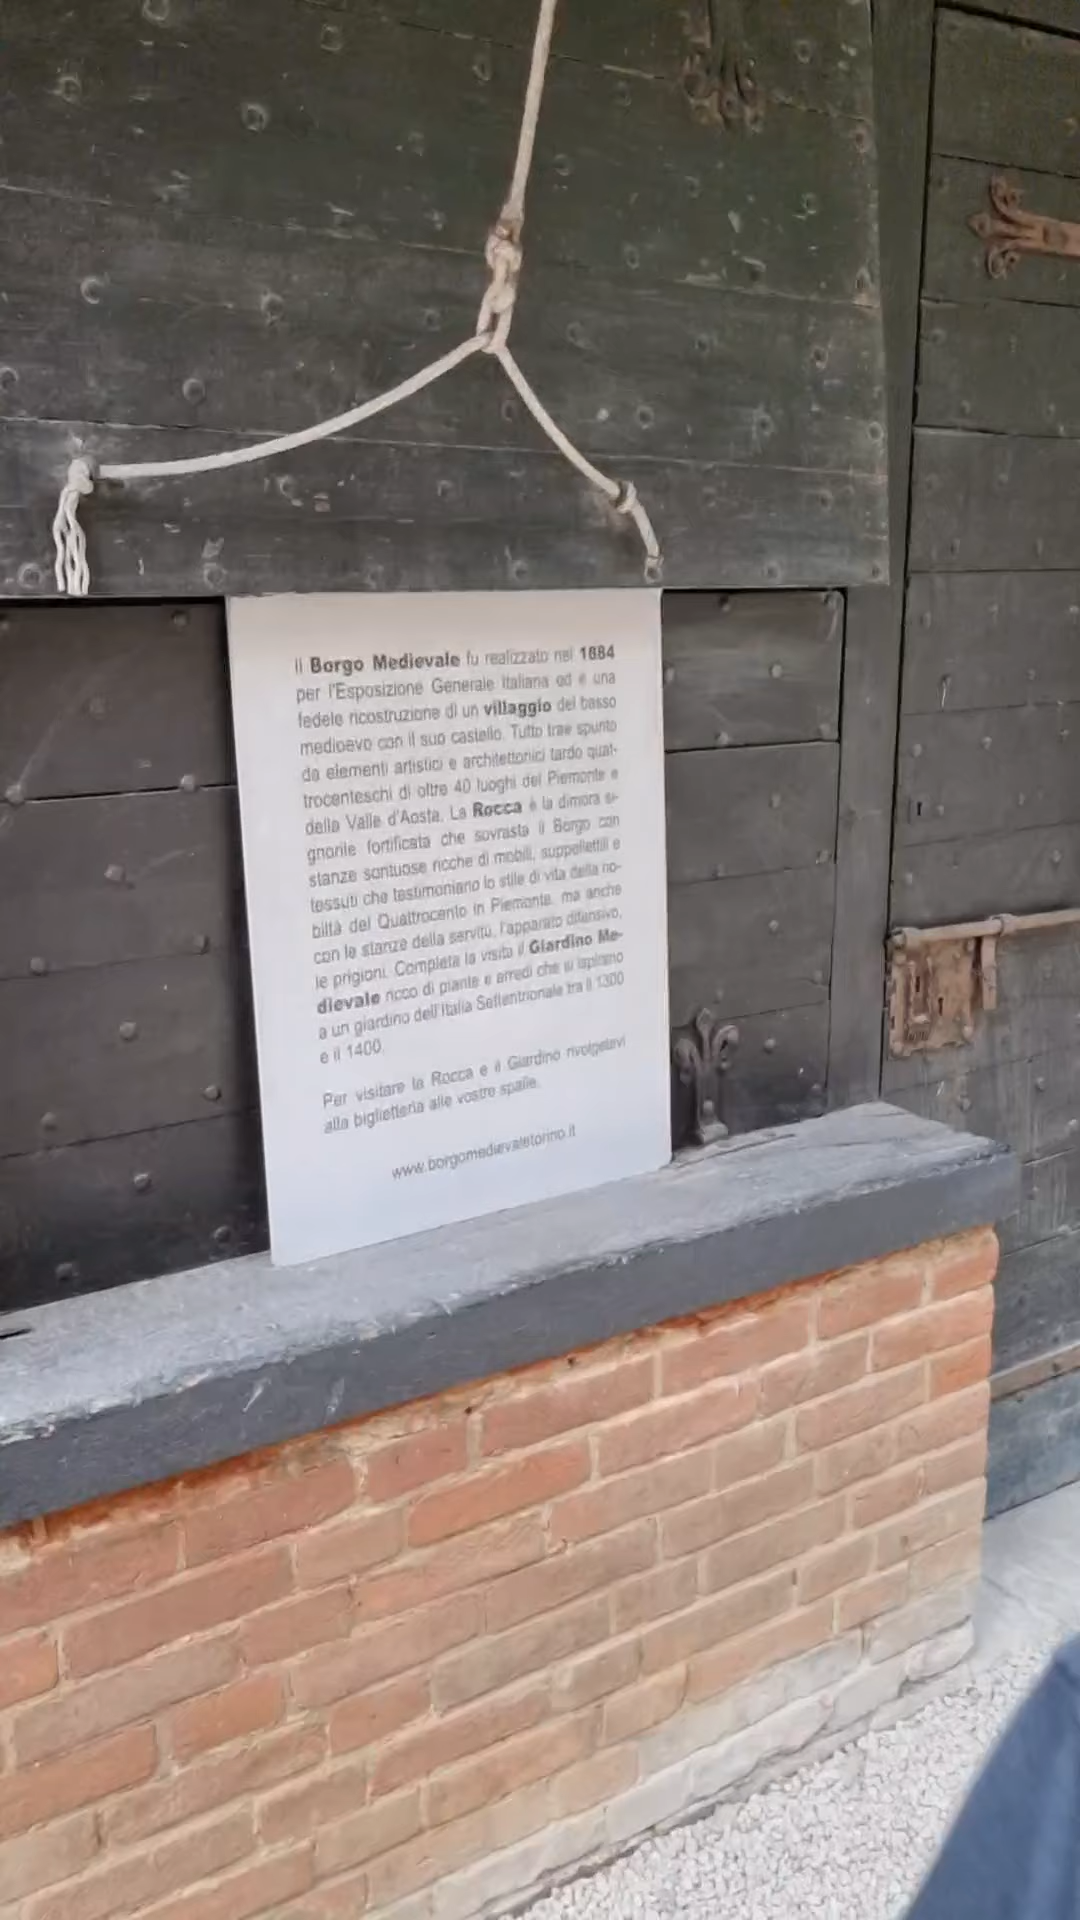 Il Borgo Medievale fu realizzato nel 1884
per l'Esposizione Generale Italiana ed è una
fedele ricostruzione di un villaggio del basso
medioevo con il suo castello. Tutto trae spunto
da elementi artistici e architettonici tardo quat-
trocenteschi di oltre 40 luoghi del Piemonte e
della Valle d'Aosta. La Rocca è la dimora si-
gnorile fortificata che sovrasta il Borgo con
stanze sontuose ricche di mobili, suppellettili e
tessuti che testimoniano lo stile di vita della no-
biltà del Quattrocento in Piemonte, ma anche
con le stanze della servitù, l'apparato difensivo,
le prigioni. Completa la visita il Giardino Me-
dievale ricco di piante e arredi che si ispirano
a un giardino dell'Italia Settentrionale tra il 1300
e il 1400.
Per visitare la Rocca e il Giardino rivolgetevi
alla biglietteria alle vostre spalle.
www.borgomedievaletorino.it